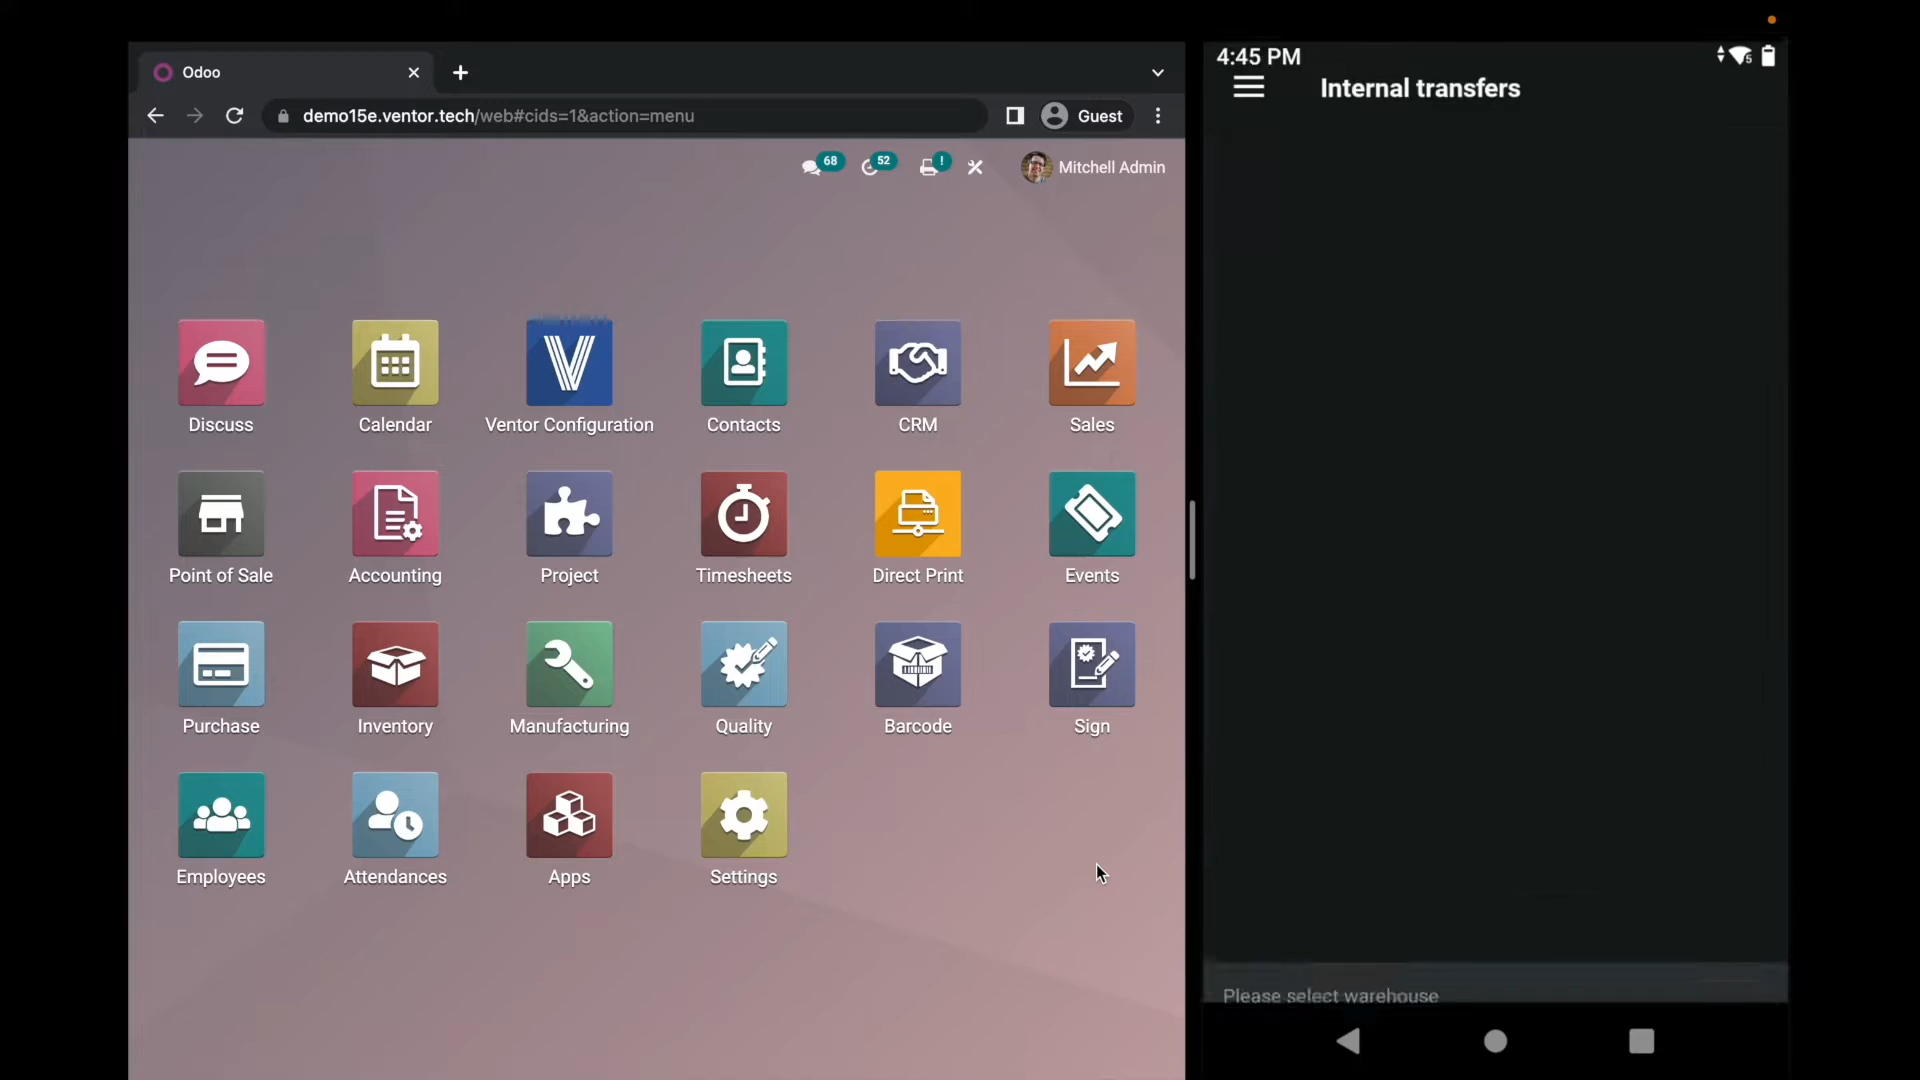 Odoo
demo15e.ventor.tech/web#cids=1&action=menu
Guest
68
52
!
Mitchell Admin
Discuss
Calendar
Ventor Configuration
Contacts
CRM
Sales
Point of Sale
Accounting
Project
Timesheets
Direct Print
Events
Purchase
Inventory
Manufacturing
Quality
Barcode
Sign
Employees
Attendances
Apps
Settings
4:45 PM
5
Internal transfers
Please select warehouse